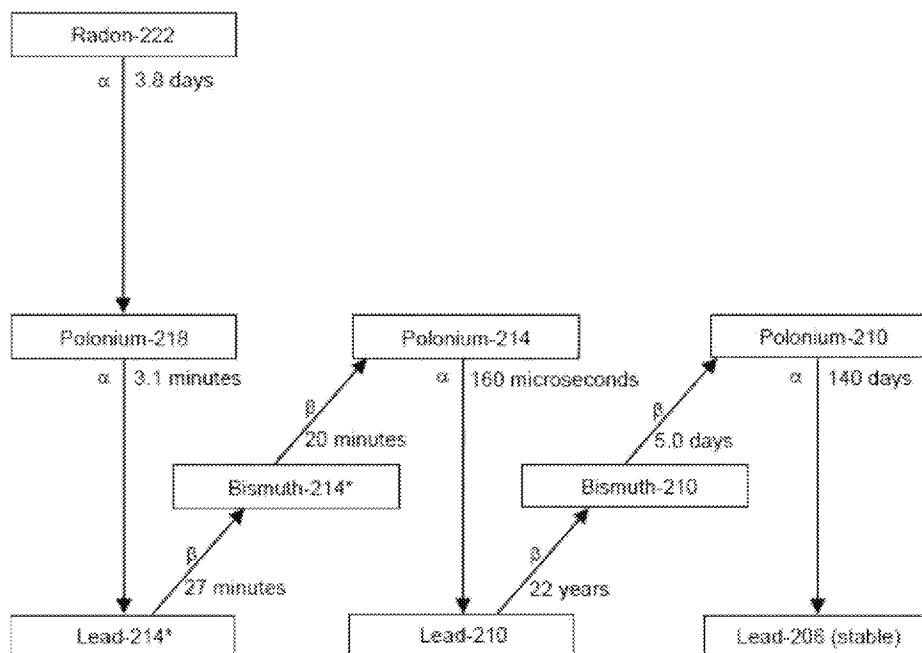 Radon-222
α 3.8 days
Polonium-218
Polonium-214
Polonium-210
α 3.1 minutes
α 160 microseconds
α 140 days
β
20 minutes
β
5.0 days
Bismuth-214*
Bismuth-210
β
27 minutes
β
22 years
Lead-214*
Lead-210
Lead-206 (stable)